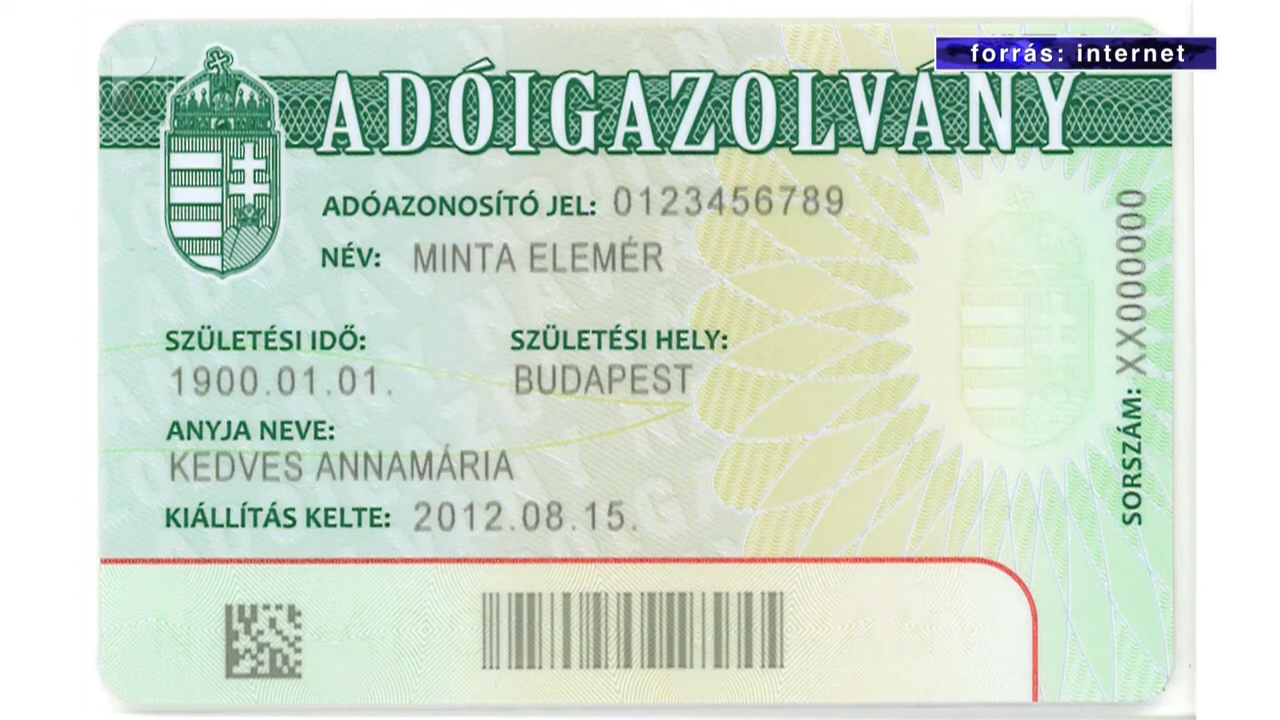 forrás: internet
ADÓIGAZOLVÁNY
ADÓAZONOSÍTÓ JEL: 0123456789
NÉV: MINTA ELEMÉR
SZÜLETÉSI IDŐ: SZÜLETÉSI HELY:
1900.01.01. BUDAPEST
ANYJA NEVE:
KEDVES ANNAMÁRIA
KIÁLLÍTÁS KELTE: 2012.08.15.
SORSZÁM: XX000000